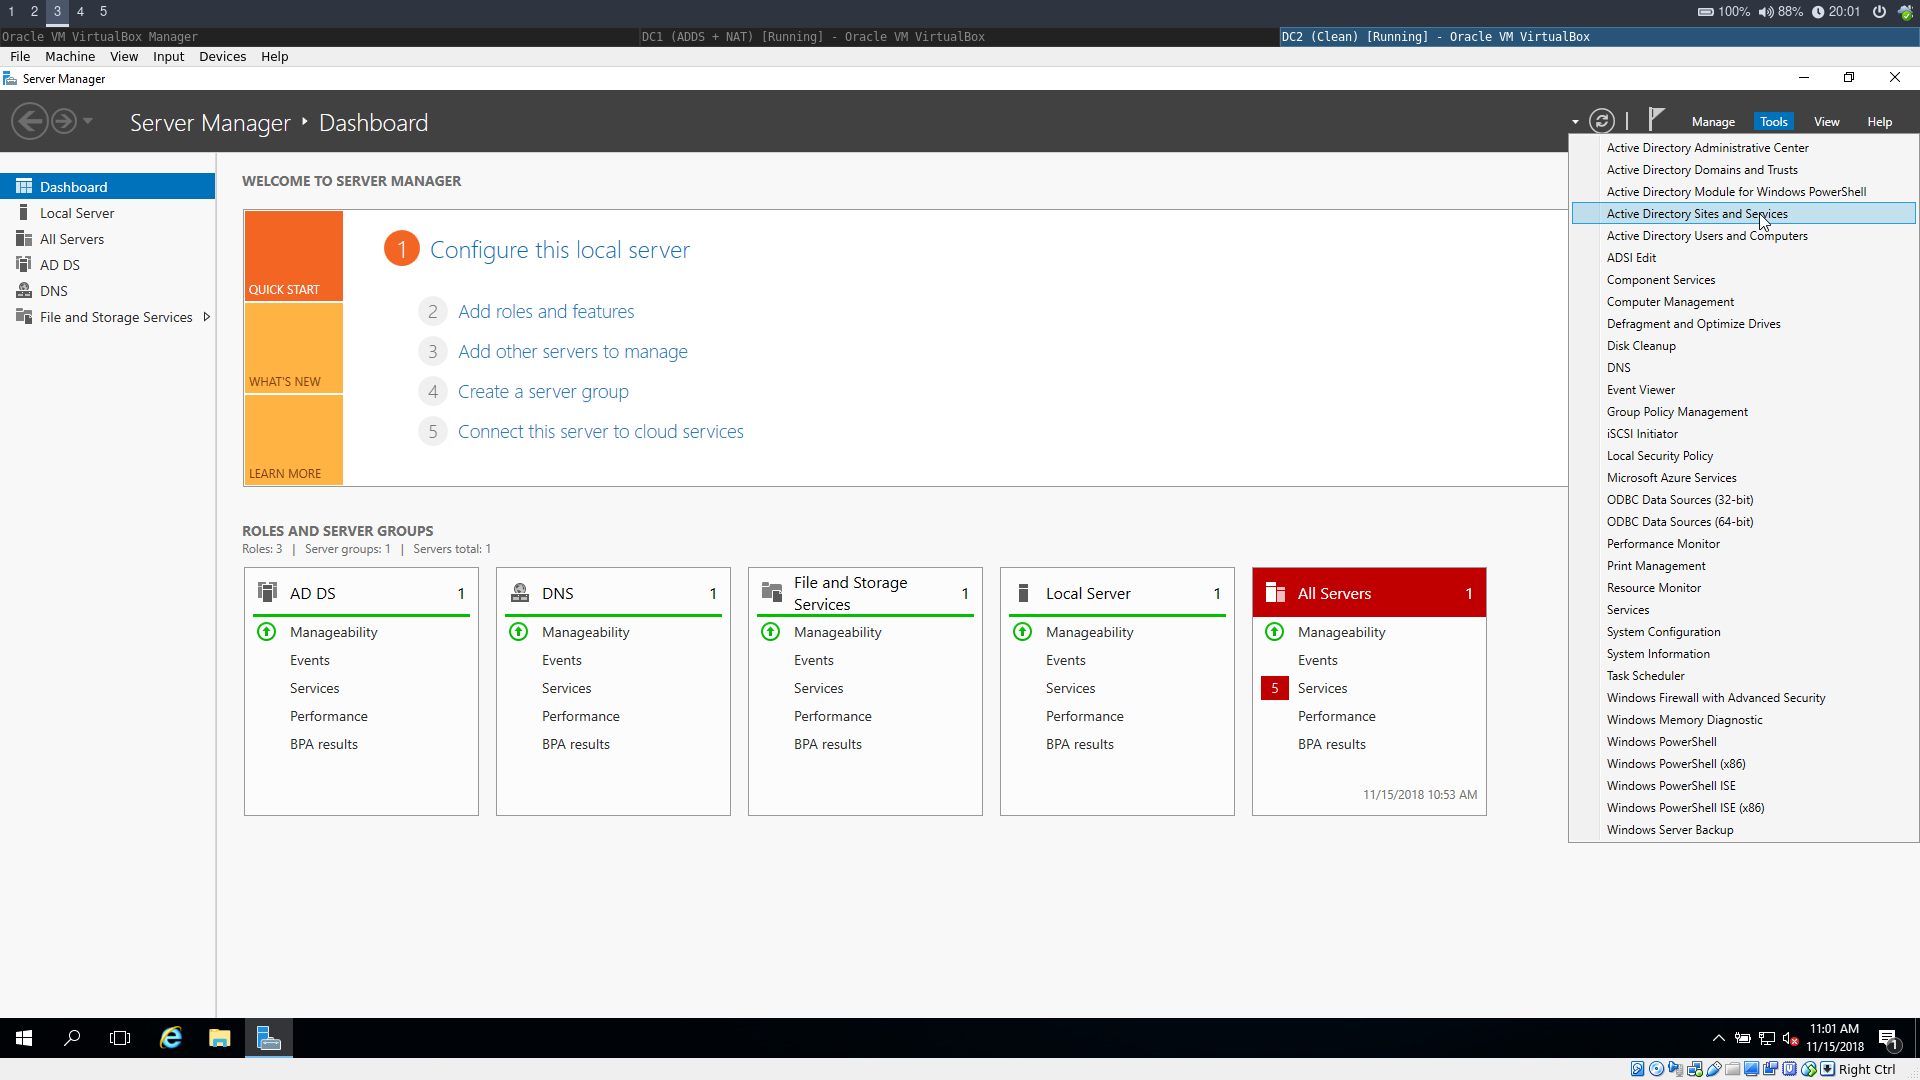 1 2 3 4 5
100% 88% 20:01
Oracle VM VirtualBox Manager
DC1 (ADDS + NAT) [Running] - Oracle VM VirtualBox
DC2 (Clean) [Running] - Oracle VM VirtualBox
File Machine View Input Devices Help
Server Manager
Server Manager Dashboard
Manage Tools View Help
Dashboard
Local Server
All Servers
AD DS
DNS
File and Storage Services
WELCOME TO SERVER MANAGER
QUICK START
WHAT'S NEW
LEARN MORE
1 Configure this local server
2 Add roles and features
3 Add other servers to manage
4 Create a server group
5 Connect this server to cloud services
ROLES AND SERVER GROUPS
Roles: 3 | Server groups: 1 | Servers total: 1
AD DS 1
Manageability
Events
Services
Performance
BPA results
DNS 1
Manageability
Events
Services
Performance
BPA results
File and Storage
Services 1
Manageability
Events
Services
Performance
BPA results
Local Server 1
Manageability
Events
Services
Performance
BPA results
All Servers 1
Manageability
Events
5 Services
Performance
BPA results
11/15/2018 10:53 AM
Active Directory Administrative Center
Active Directory Domains and Trusts
Active Directory Module for Windows PowerShell
Active Directory Sites and Services
Active Directory Users and Computers
ADSI Edit
Component Services
Computer Management
Defragment and Optimize Drives
Disk Cleanup
DNS
Event Viewer
Group Policy Management
iSCSI Initiator
Local Security Policy
Microsoft Azure Services
ODBC Data Sources (32-bit)
ODBC Data Sources (64-bit)
Performance Monitor
Print Management
Resource Monitor
Services
System Configuration
System Information
Task Scheduler
Windows Firewall with Advanced Security
Windows Memory Diagnostic
Windows PowerShell
Windows PowerShell (x86)
Windows PowerShell ISE
Windows PowerShell ISE (x86)
Windows Server Backup
11:01 AM
11/15/2018
1
Right Ctrl